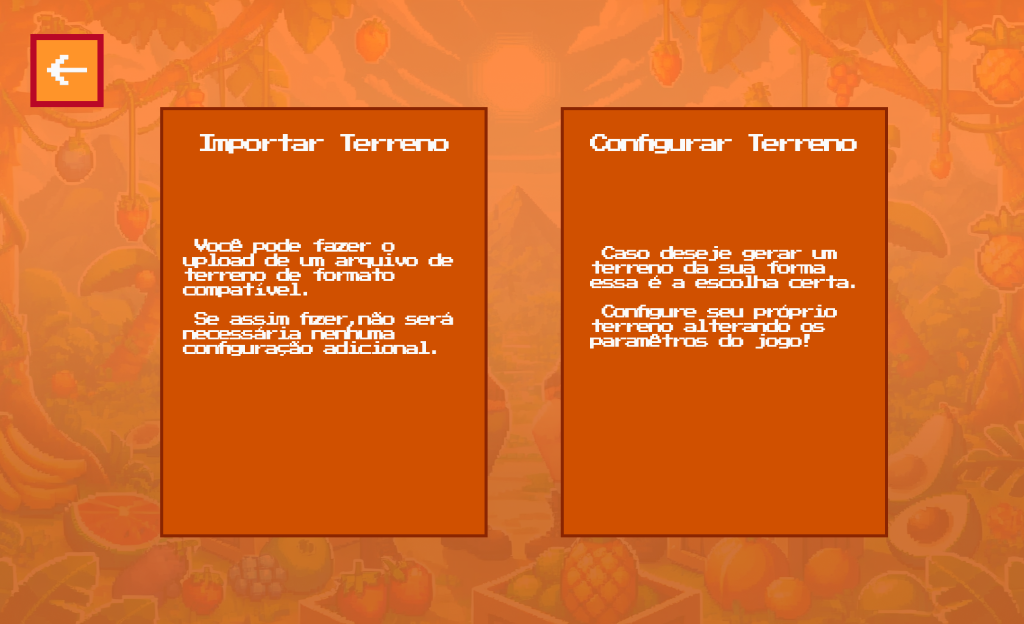 Importar Terreno
Você pode fazer o
upload de um arquivo de
terreno de formato
compatível.
Se assim fizer,não será
necessária nenhuma
configuração adicional.
Configurar Terreno
Caso deseje gerar um
terreno da sua forma
essa é a escolha certa.
Configure seu próprio
terreno alterando os
paramêtros do jogo!